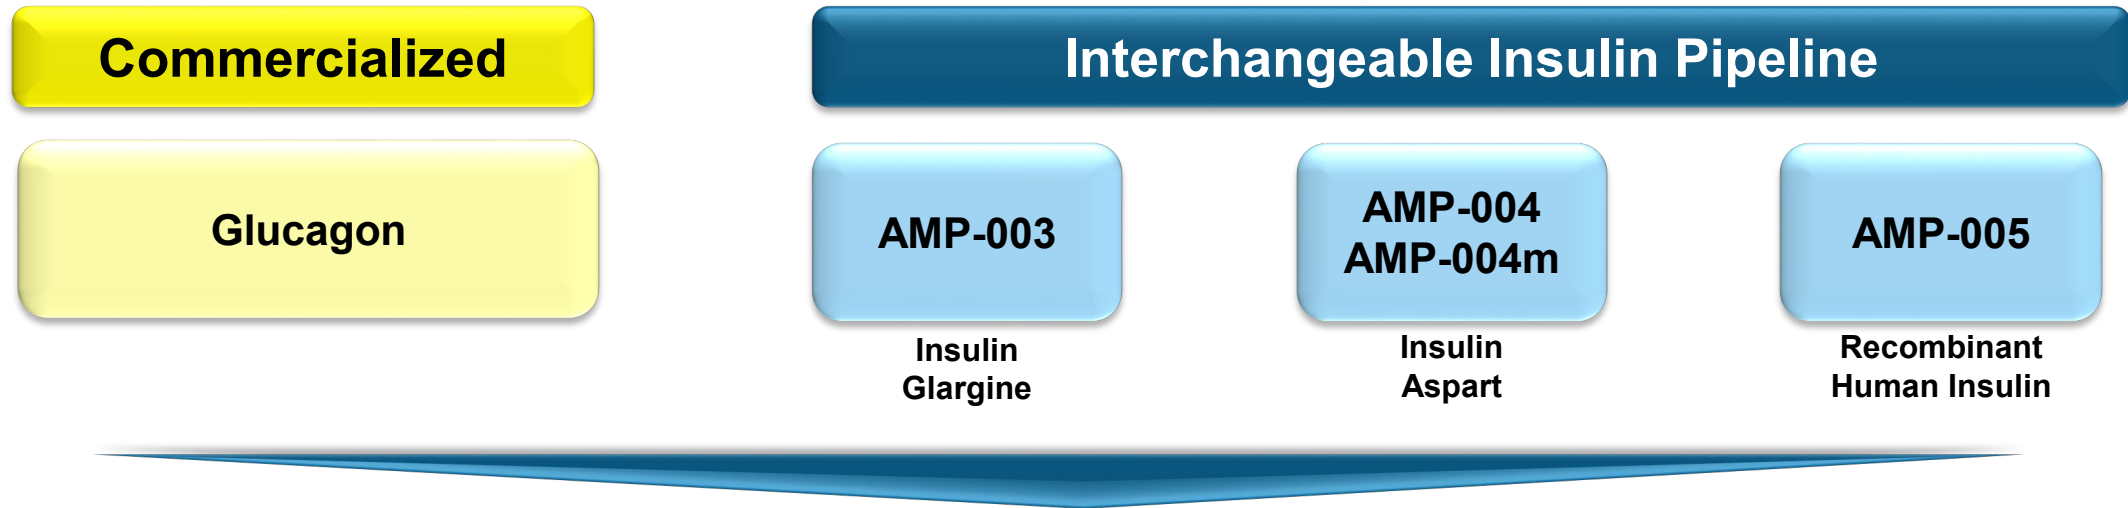 Commercialized
Interchangeable Insulin Pipeline
Glucagon
AMP-003
AMP-004
AMP-004m
AMP-005
Insulin
Glargine
Insulin
Aspart
Recombinant
Human Insulin